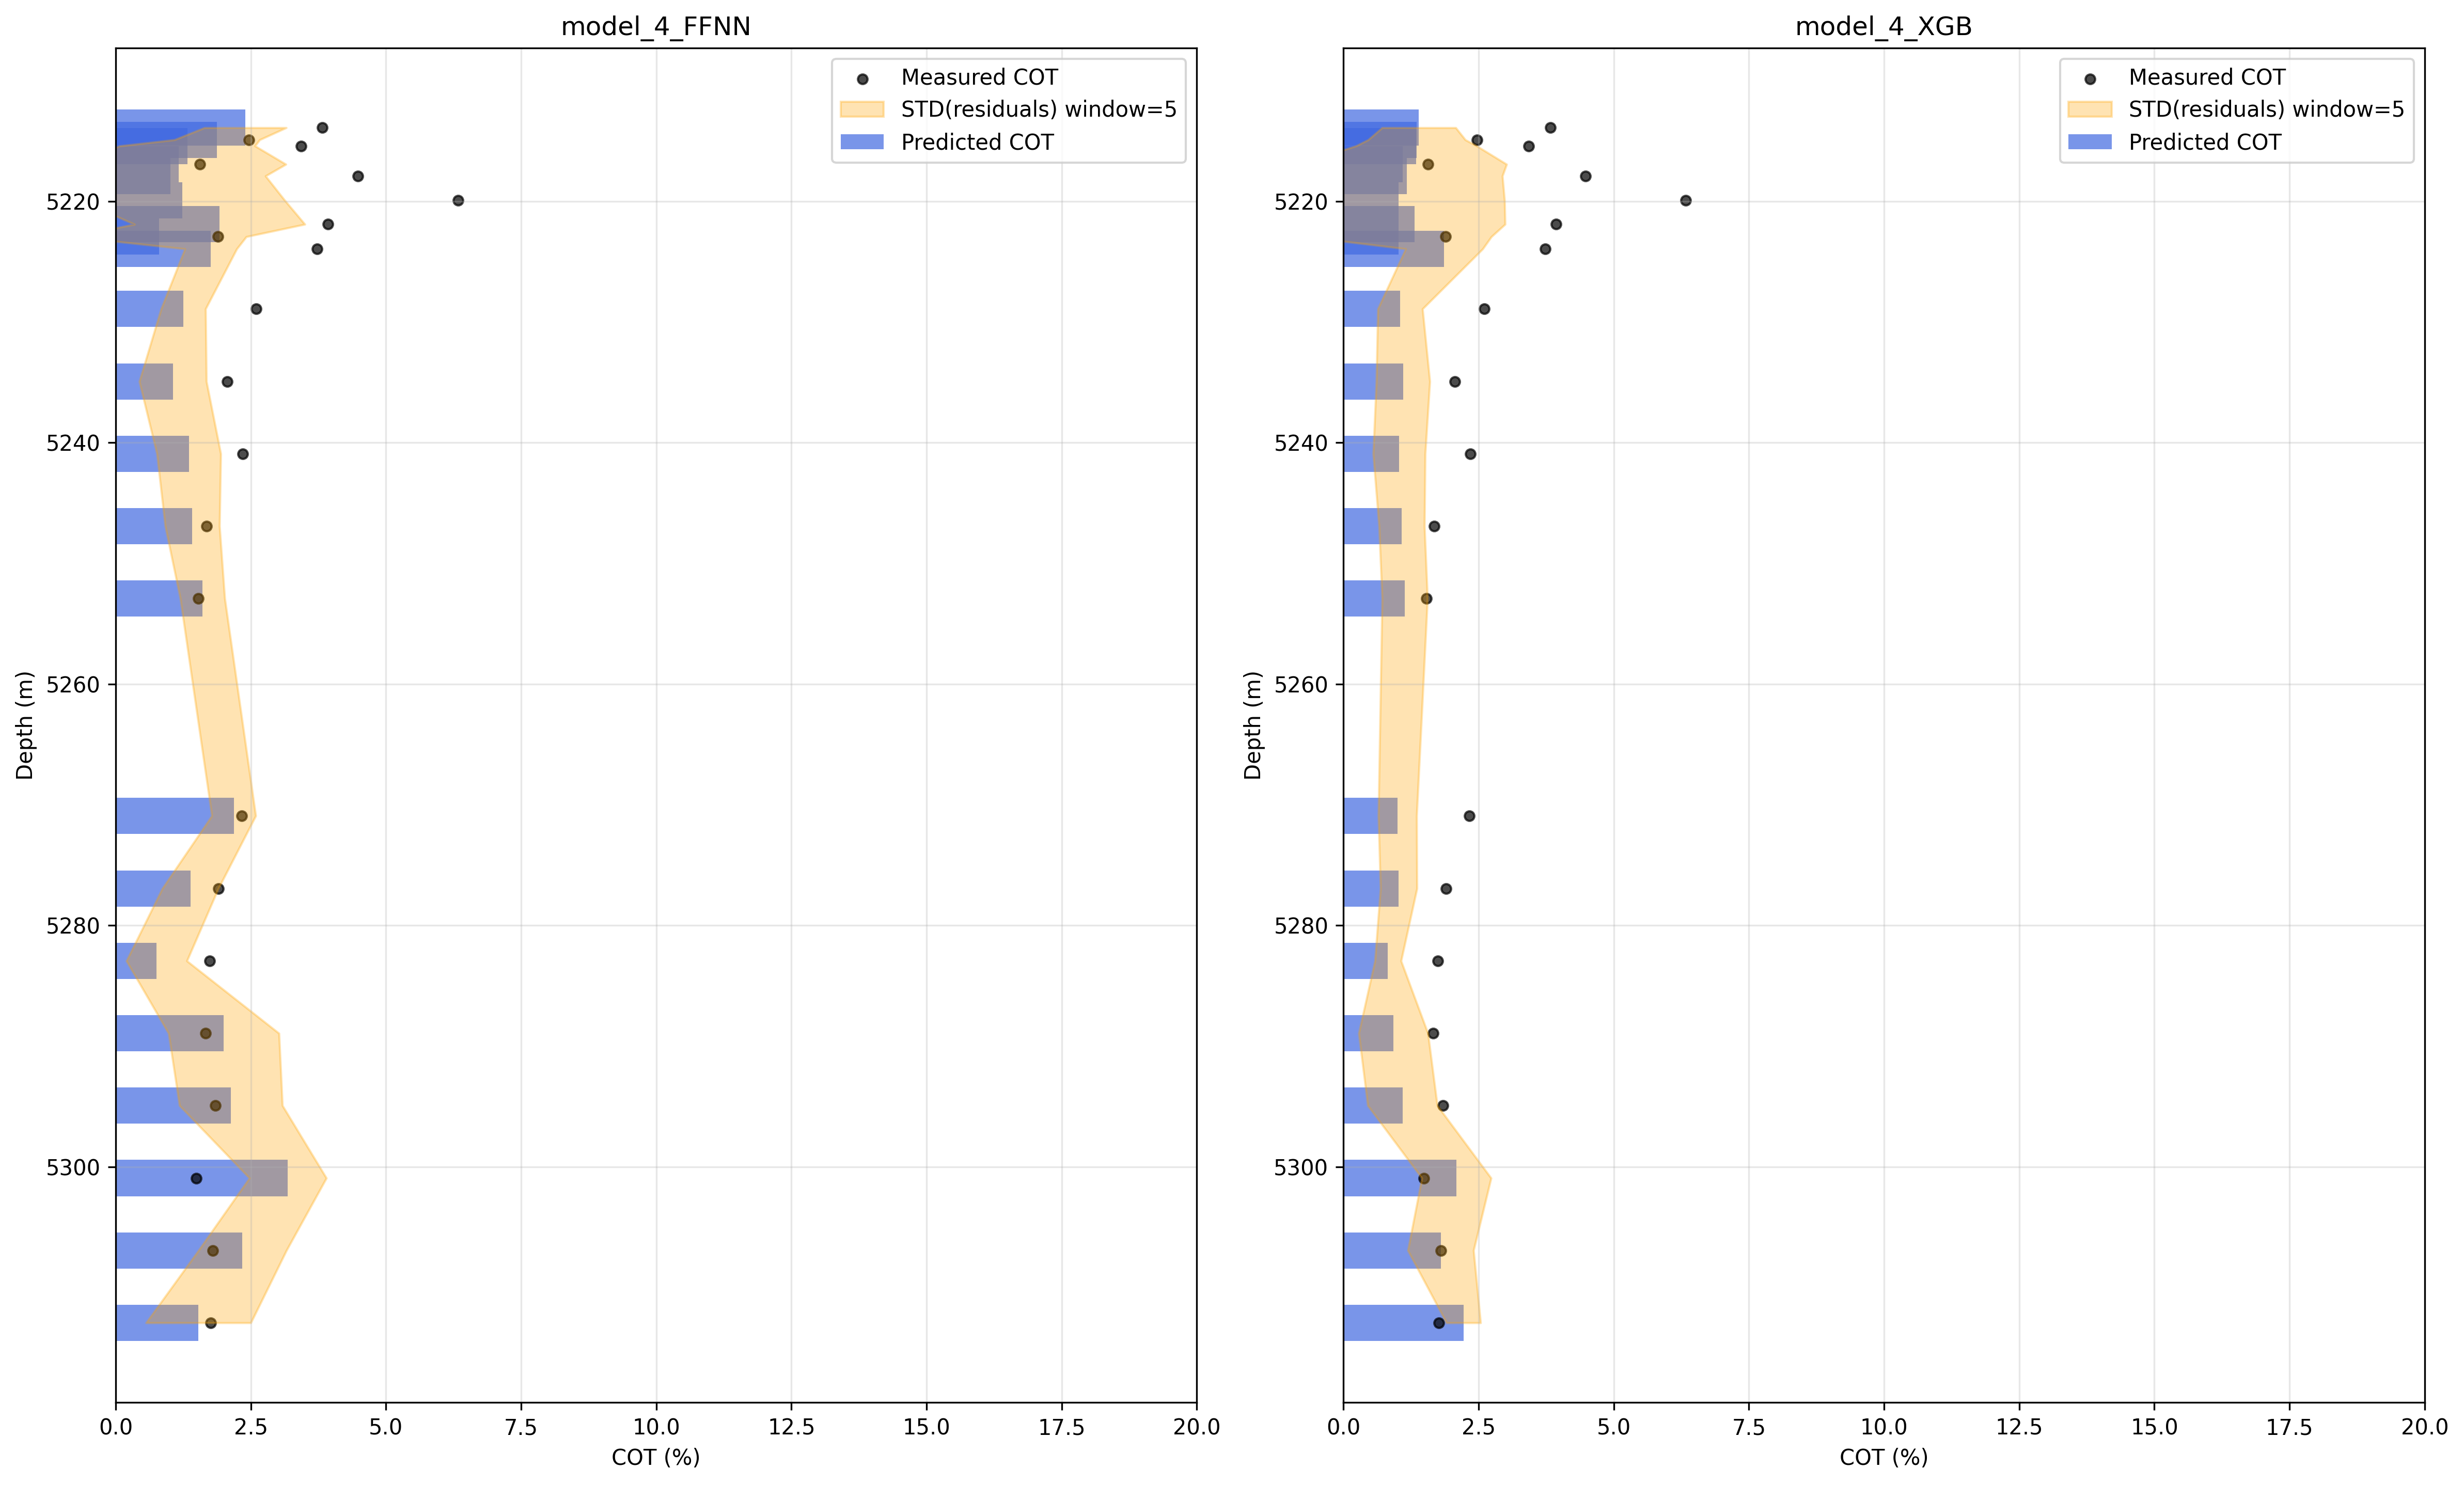 model_4_FFNN
Measured COT
STD(residuals) window=5
Predicted COT
5220
5240
5260
5280
5300
Depth (m)
0.0 2.5 5.0 7.5 10.0 12.5 15.0 17.5 20.0
COT (%)
model_4_XGB
Measured COT
STD(residuals) window=5
Predicted COT
5220
5240
5260
5280
5300
Depth (m)
0.0 2.5 5.0 7.5 10.0 12.5 15.0 17.5 20.0
COT (%)